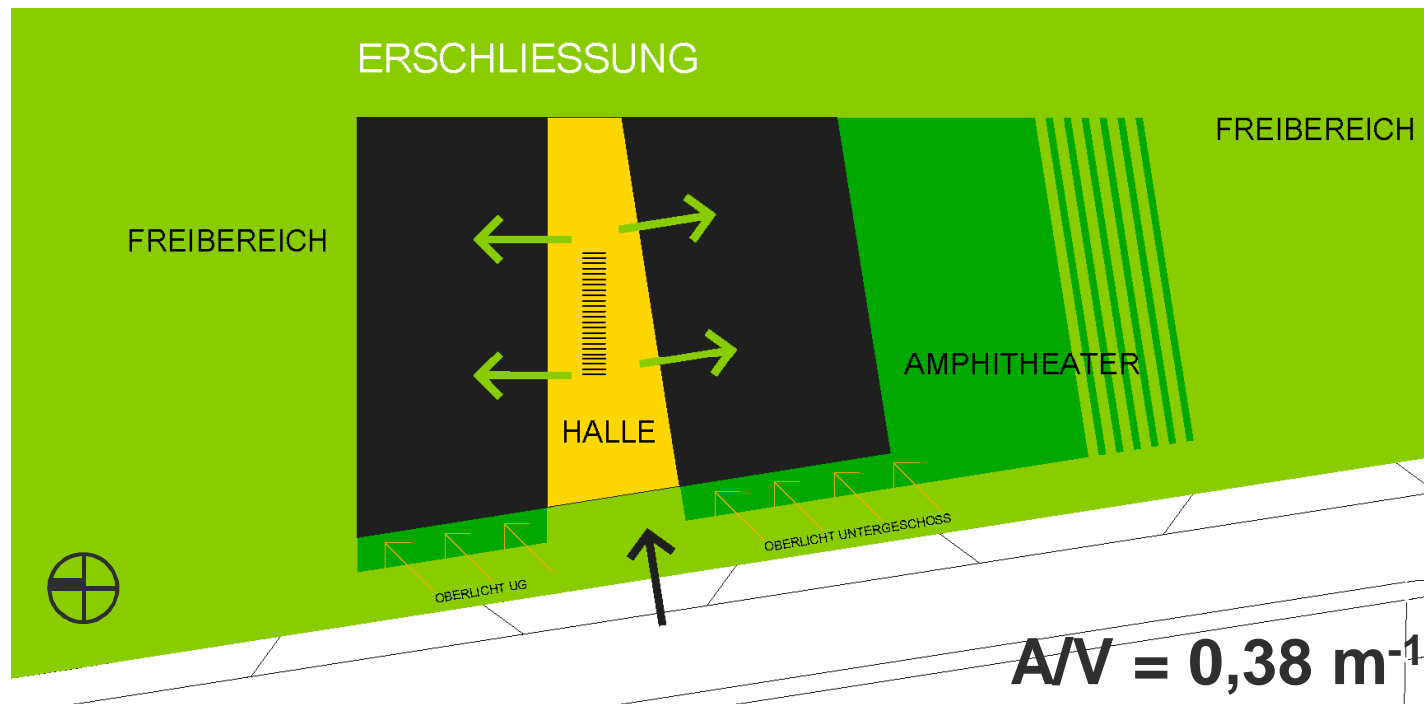 ERSCHLIESSUNG
FREIBEREICH
FREIBEREICH
AMPHITHEATER
HALLE
OBERLICHT UNTERGESCHOSS
OBERLICHT UG
A/V = 0,38 m⁻¹